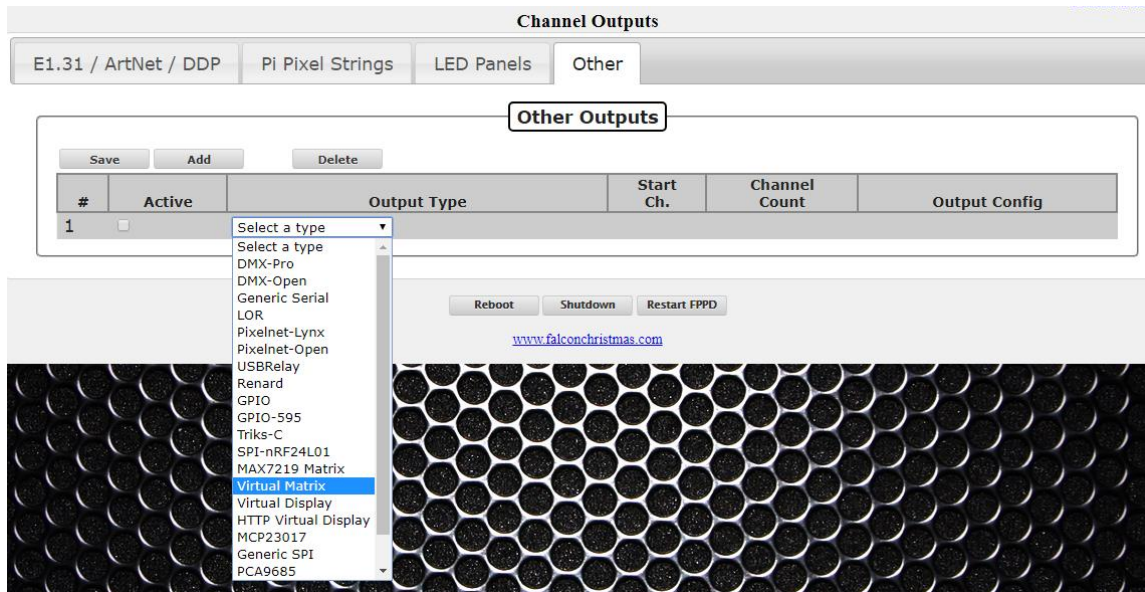 Channel Outputs
E1.31 / ArtNet / DDP
Pi Pixel Strings
LED Panels
Other
Other Outputs
Save
Add
Delete
#
Active
Output Type
Start Ch.
Channel Count
Output Config
1
Select a type
Select a type
DMX-Pro
DMX-Open
Generic Serial
LOR
Pixelnet-Lynx
Pixelnet-Open
USBRelay
Renard
GPIO
GPIO-595
Triks-C
SPI-nRF24L01
MAX7219 Matrix
Virtual Matrix
Virtual Display
HTTP Virtual Display
MCP23017
Generic SPI
PCA9685
Reboot
Shutdown
Restart FPPD
www.falconchristmas.com